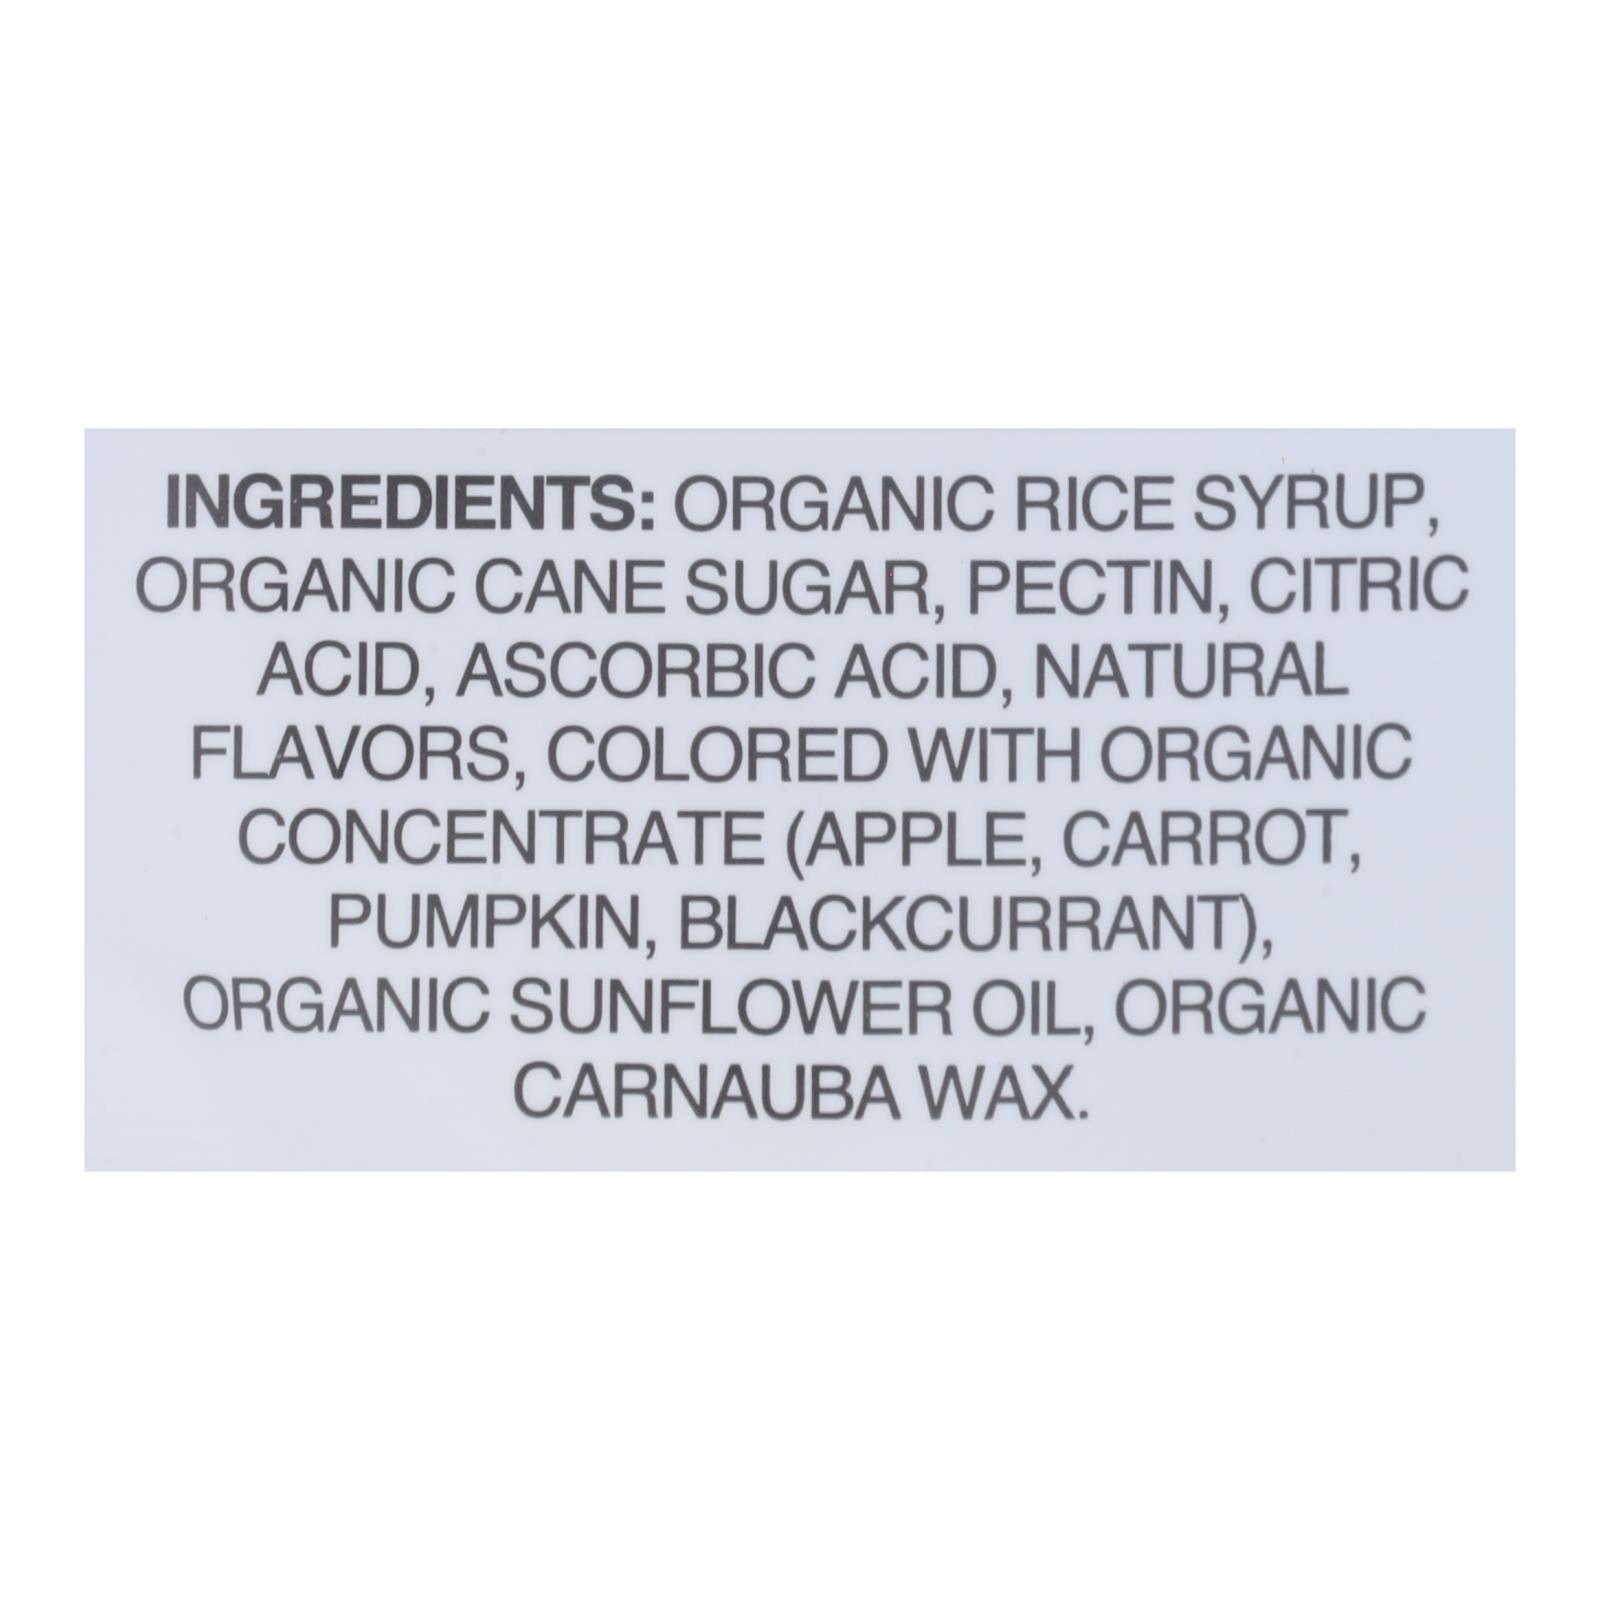 INGREDIENTS: ORGANIC RICE SYRUP,
ORGANIC CANE SUGAR, PECTIN, CITRIC
ACID, ASCORBIC ACID, NATURAL
FLAVORS, COLORED WITH ORGANIC
CONCENTRATE (APPLE, CARROT,
PUMPKIN, BLACKCURRANT),
ORGANIC SUNFLOWER OIL, ORGANIC
CARNAUBA WAX.